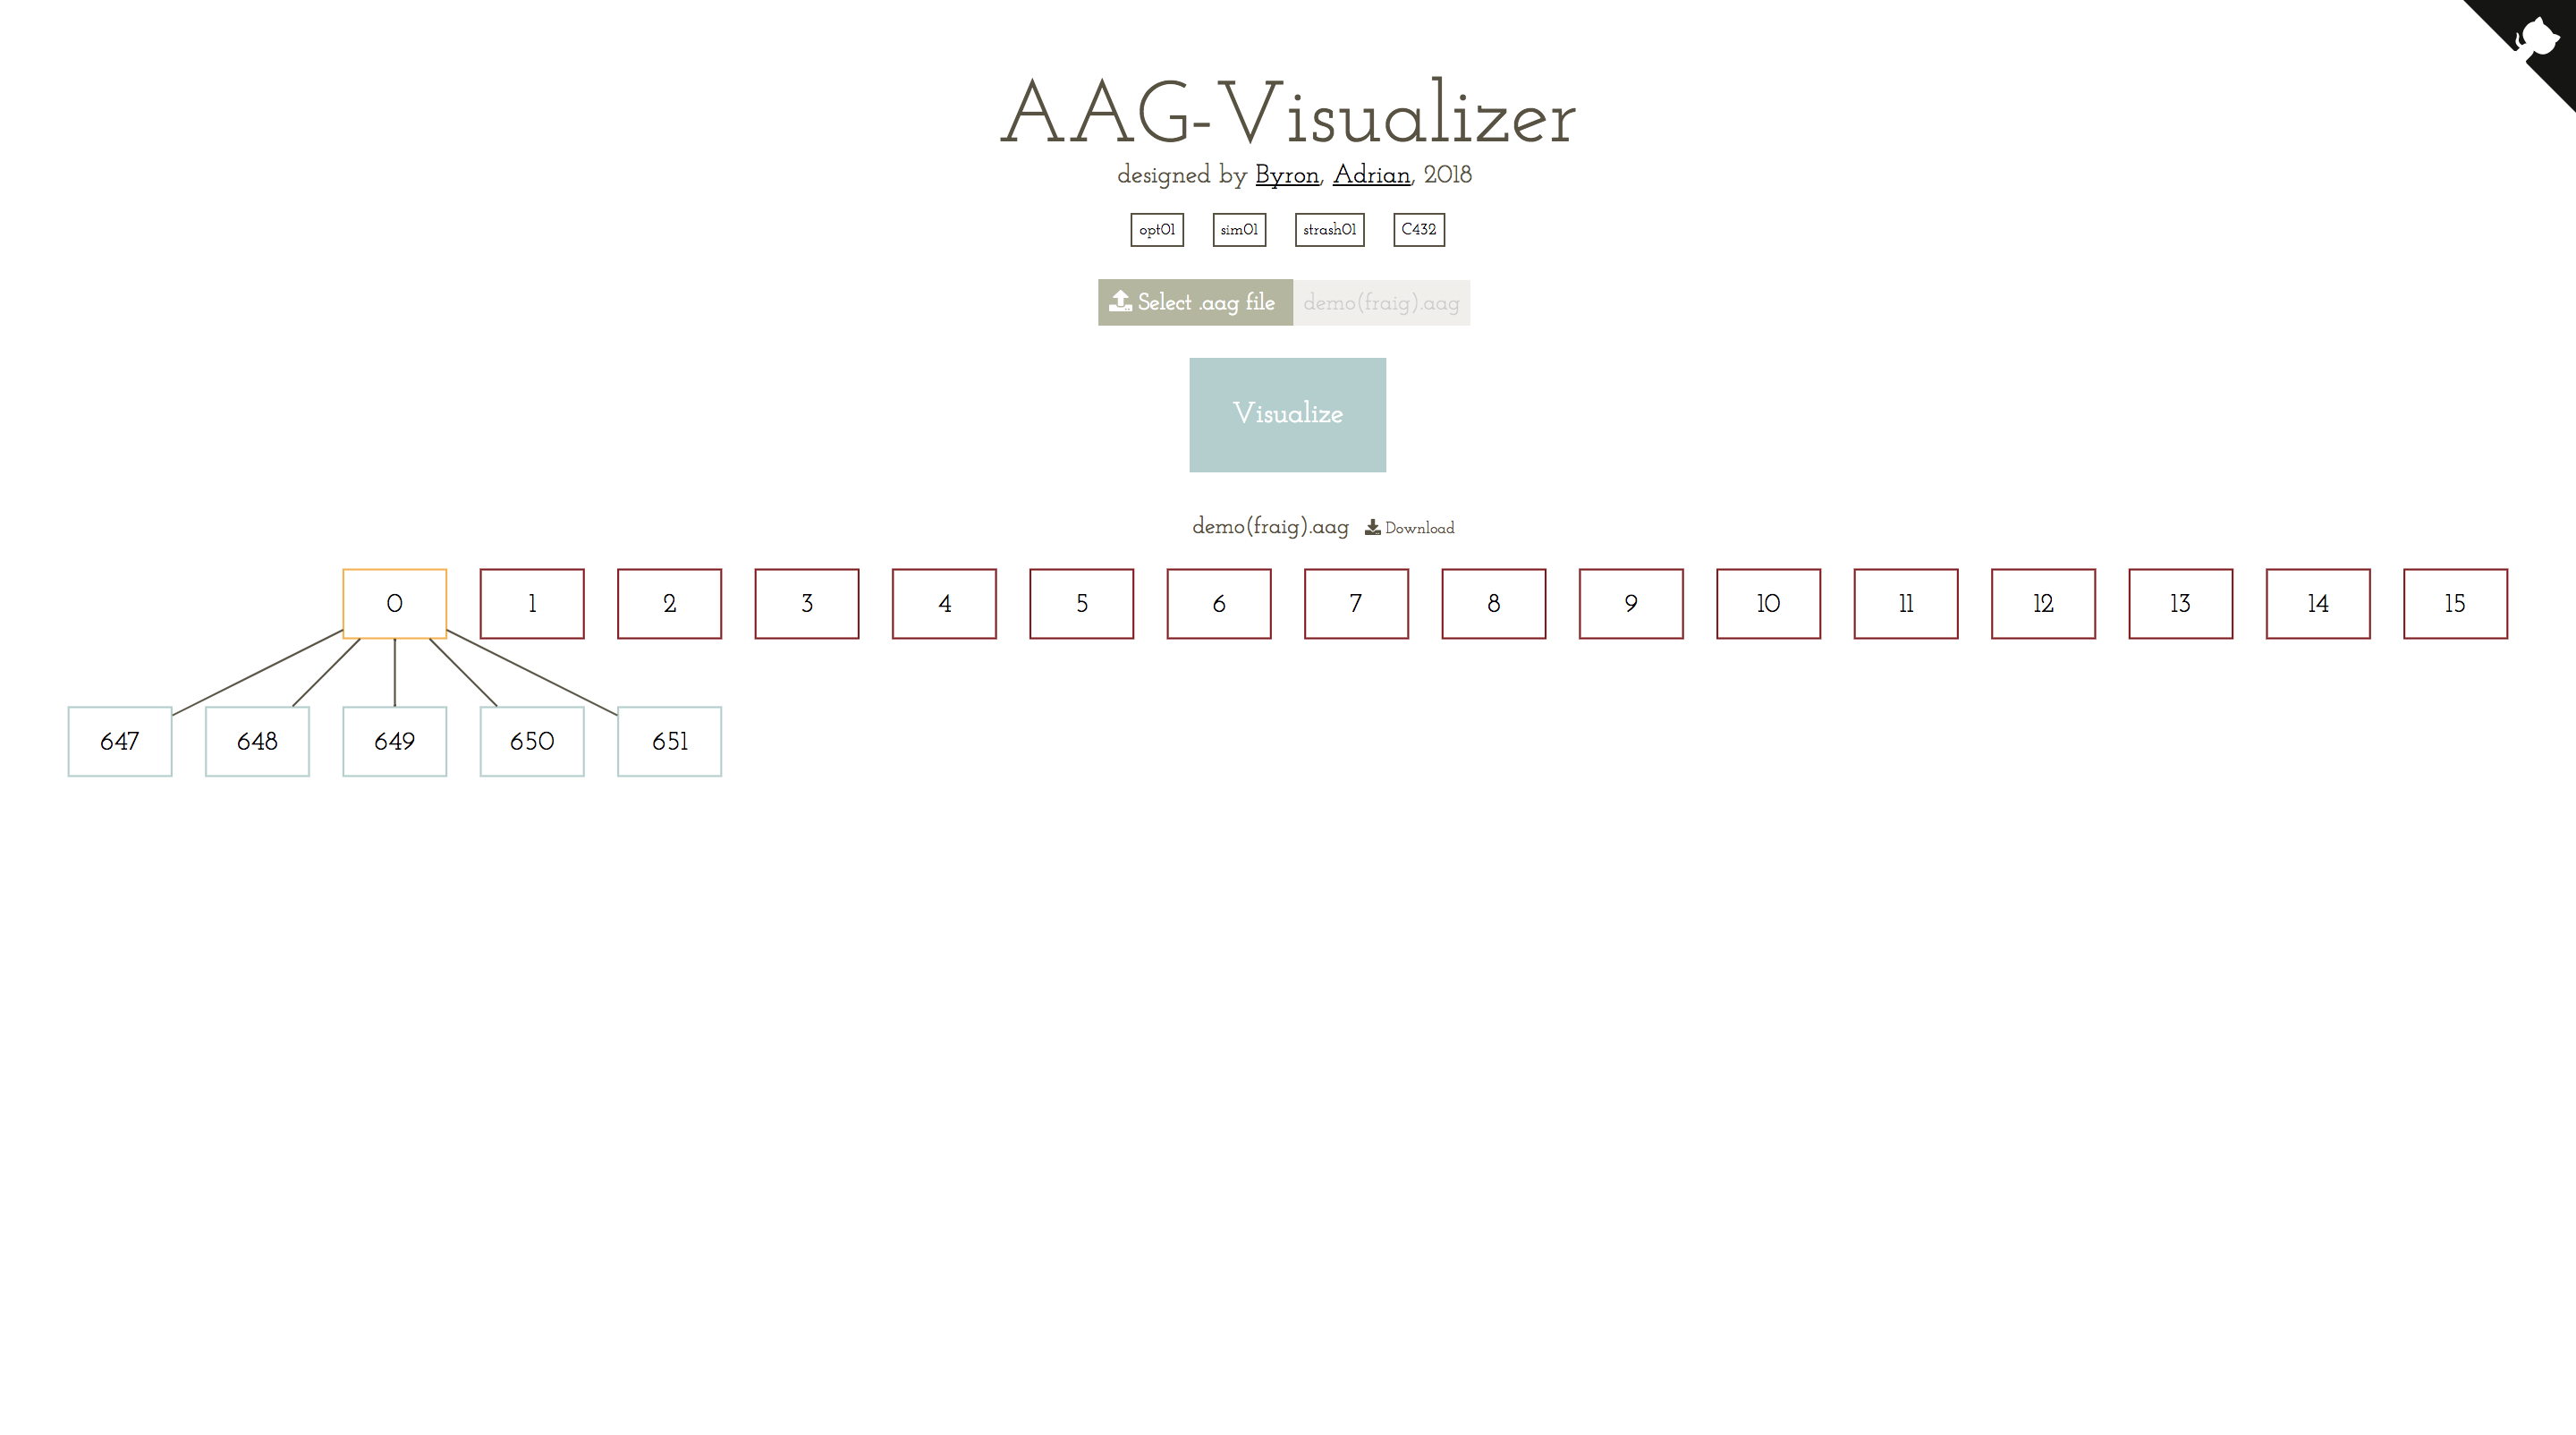 AAG-Visualizer
designed by Byron, Adrian, 2018
opt01 sim01 strash01 C432
Select .aag file demo(fraig).aag
Visualize
demo(fraig).aag Download
0 1 2 3 4 5 6 7 8 9 10 11 12 13 14 15
647 648 649 650 651